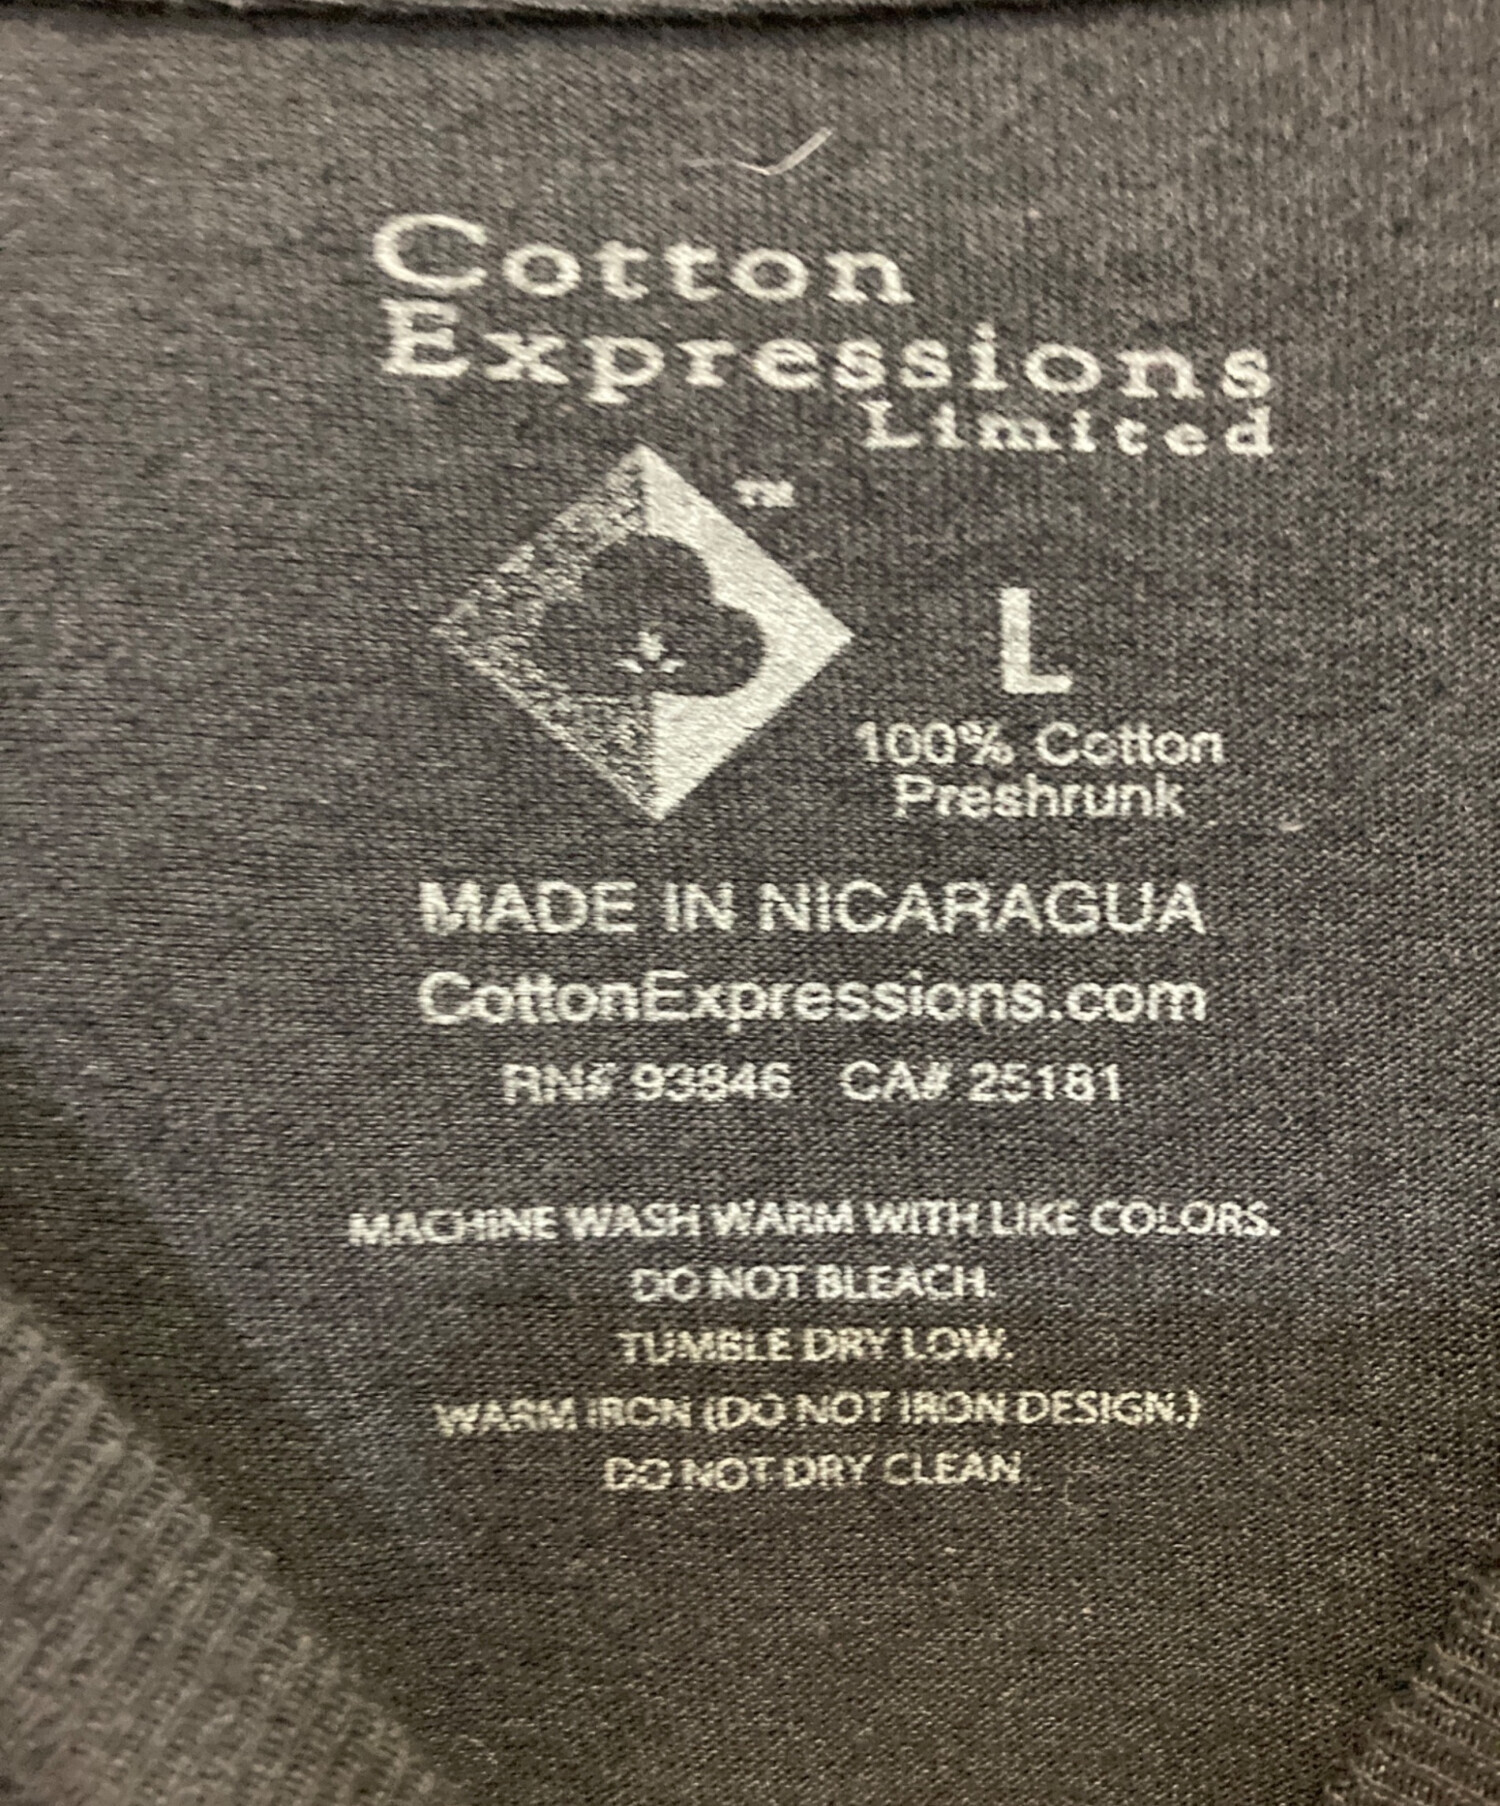 Cotton
Expressions
Limited
TM
L
100% Cotton
Preshrunk
MADE IN NICARAGUA
CottonExpressions.com
RN# 93846 CA# 25181
MACHINE WASH WARM WITH LIKE COLORS.
DO NOT BLEACH.
TUMBLE DRY LOW.
WARM IRON (DO NOT IRON DESIGN.)
DO NOT DRY CLEAN